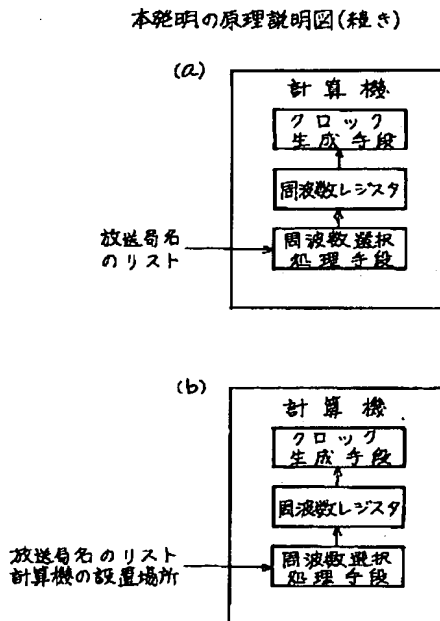 本発明の原理説明図(続き)
(a)
計算機
クロック
生成手段
周波数レジスタ
放送局名
のリスト
周波数選択
処理手段
(b)
計算機
クロック
生成手段
周波数レジスタ
放送局名のリスト
計算機の設置場所
周波数選択
処理手段